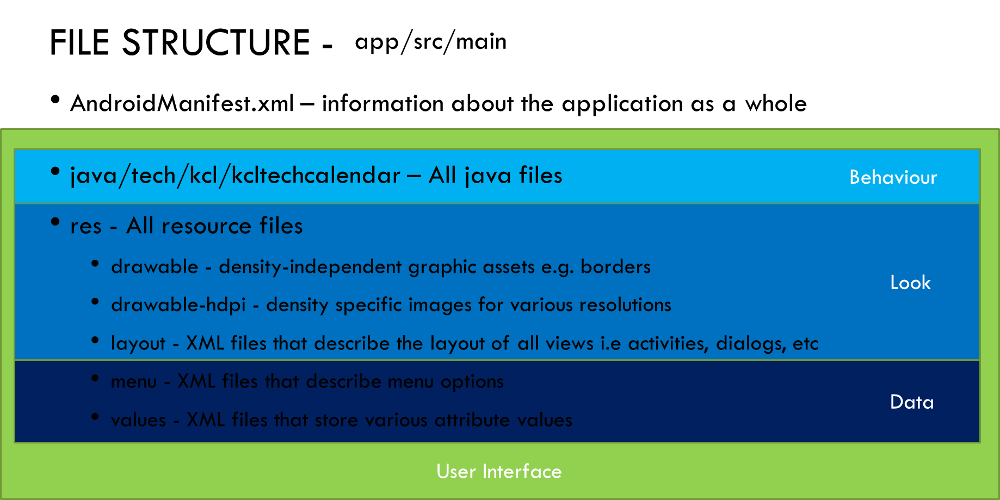 FILE STRUCTURE - app/src/main
• AndroidManifest.xml – information about the application as a whole
• java/tech/kcl/kcltechcalendar – All java files
Behaviour
• res - All resource files
• drawable - density-independent graphic assets e.g. borders
• drawable-hdpi - density specific images for various resolutions
• layout - XML files that describe the layout of all views i.e activities, dialogs, etc
Look
• menu - XML files that describe menu options
• values - XML files that store various attribute values
Data
User Interface